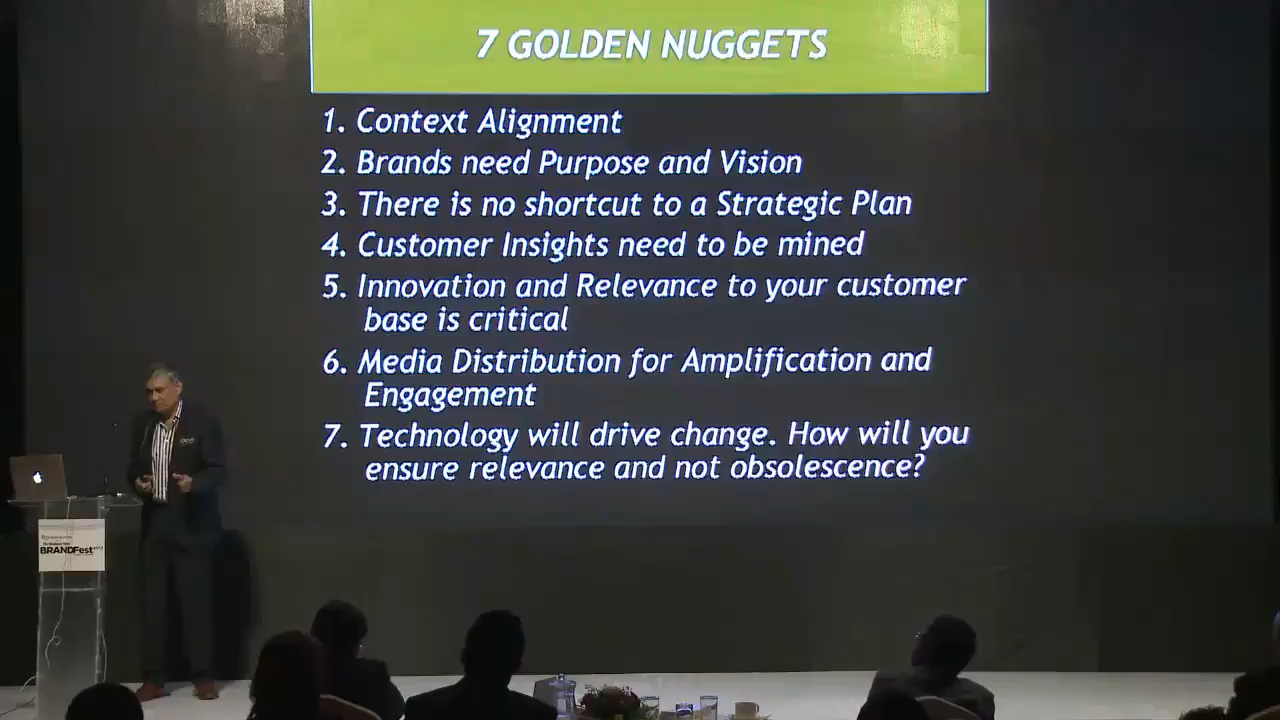 7 GOLDEN NUGGETS
1. Context Alignment
2. Brands need Purpose and Vision
3. There is no shortcut to a Strategic Plan
4. Customer Insights need to be mined
5. Innovation and Relevance to your customer
base is critical
6. Media Distribution for Amplification and
Engagement
7. Technology will drive change. How will you
ensure relevance and not obsolescence?
BRANDFest